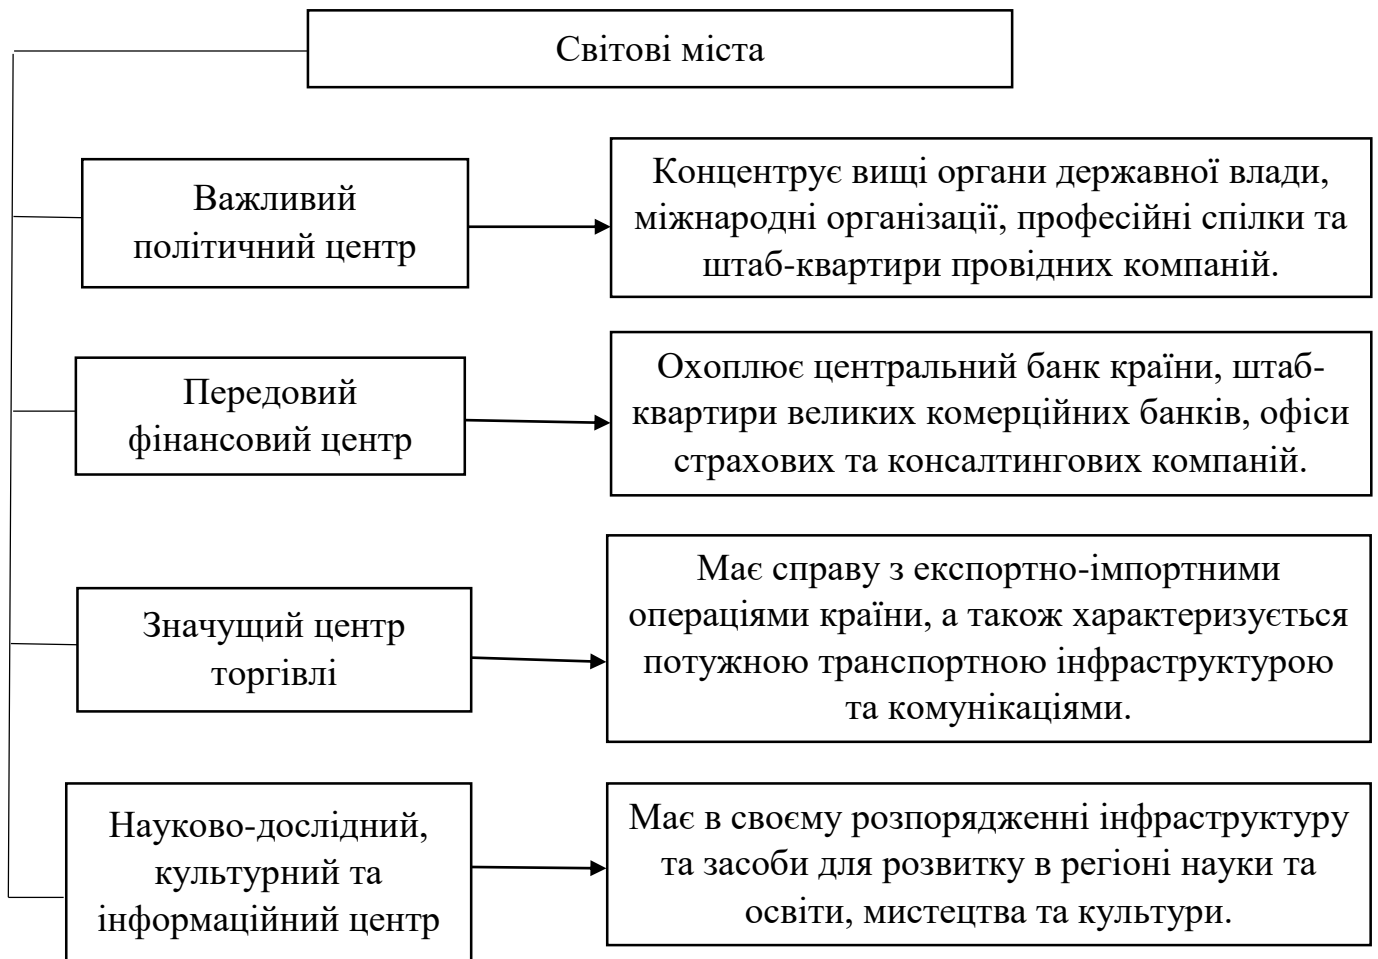 Світові міста
Важливий
політичний центр
Концентрує вищі органи державної влади,
міжнародні організації, професійні спілки та
штаб-квартири провідних компаній.
Передовий
фінансовий центр
Охоплює центральний банк країни, штаб-
квартири великих комерційних банків, офіси
страхових та консалтингових компаній.
Значущий центр
торгівлі
Має справу з експортно-імпортними
операціями країни, а також характеризується
потужною транспортною інфраструктурою
та комунікаціями.
Науково-дослідний,
культурний та
інформаційний центр
Має в своєму розпорядженні інфраструктуру
та засоби для розвитку в регіоні науки та
освіти, мистецтва та культури.